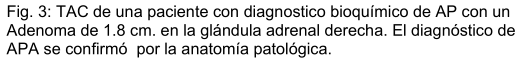 Fig. 3: TAC de una paciente con diagnostico bioquímico de AP con un
Adenoma de 1.8 cm. en la glándula adrenal derecha. El diagnóstico de
APA se confirmó  por la anatomía patológica.